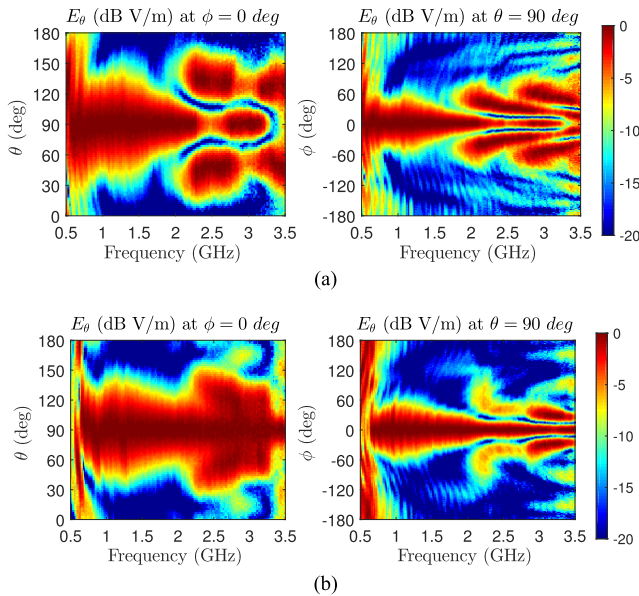 E_θ (dB V/m) at ϕ = 0 deg
E_θ (dB V/m) at θ = 90 deg
180
150
120
90
60
30
0
θ (deg)
0.5 1 1.5 2 2.5 3 3.5
Frequency (GHz)
180
120
60
0
-60
-120
-180
ϕ (deg)
0.5 1 1.5 2 2.5 3 3.5
Frequency (GHz)
0
-5
-10
-15
-20
(a)
E_θ (dB V/m) at ϕ = 0 deg
E_θ (dB V/m) at θ = 90 deg
180
150
120
90
60
30
0
θ (deg)
0.5 1 1.5 2 2.5 3 3.5
Frequency (GHz)
180
120
60
0
-60
-120
-180
ϕ (deg)
0.5 1 1.5 2 2.5 3 3.5
Frequency (GHz)
0
-5
-10
-15
-20
(b)